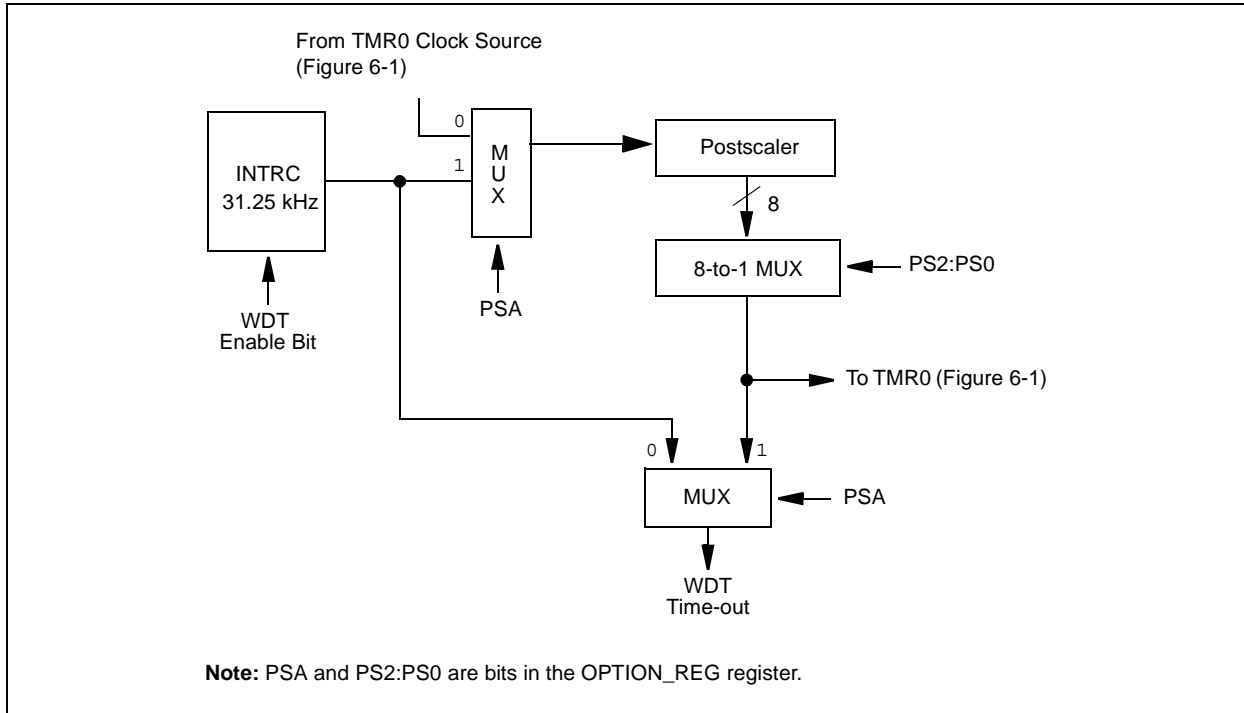 From TMR0 Clock Source
(Figure 6-1)
0
1
M
U
X
INTRC
31.25 kHz
Postscaler
8
8-to-1 MUX
PS2:PS0
PSA
WDT
Enable Bit
To TMR0 (Figure 6-1)
0
1
MUX
PSA
WDT
Time-out
Note: PSA and PS2:PS0 are bits in the OPTION_REG register.